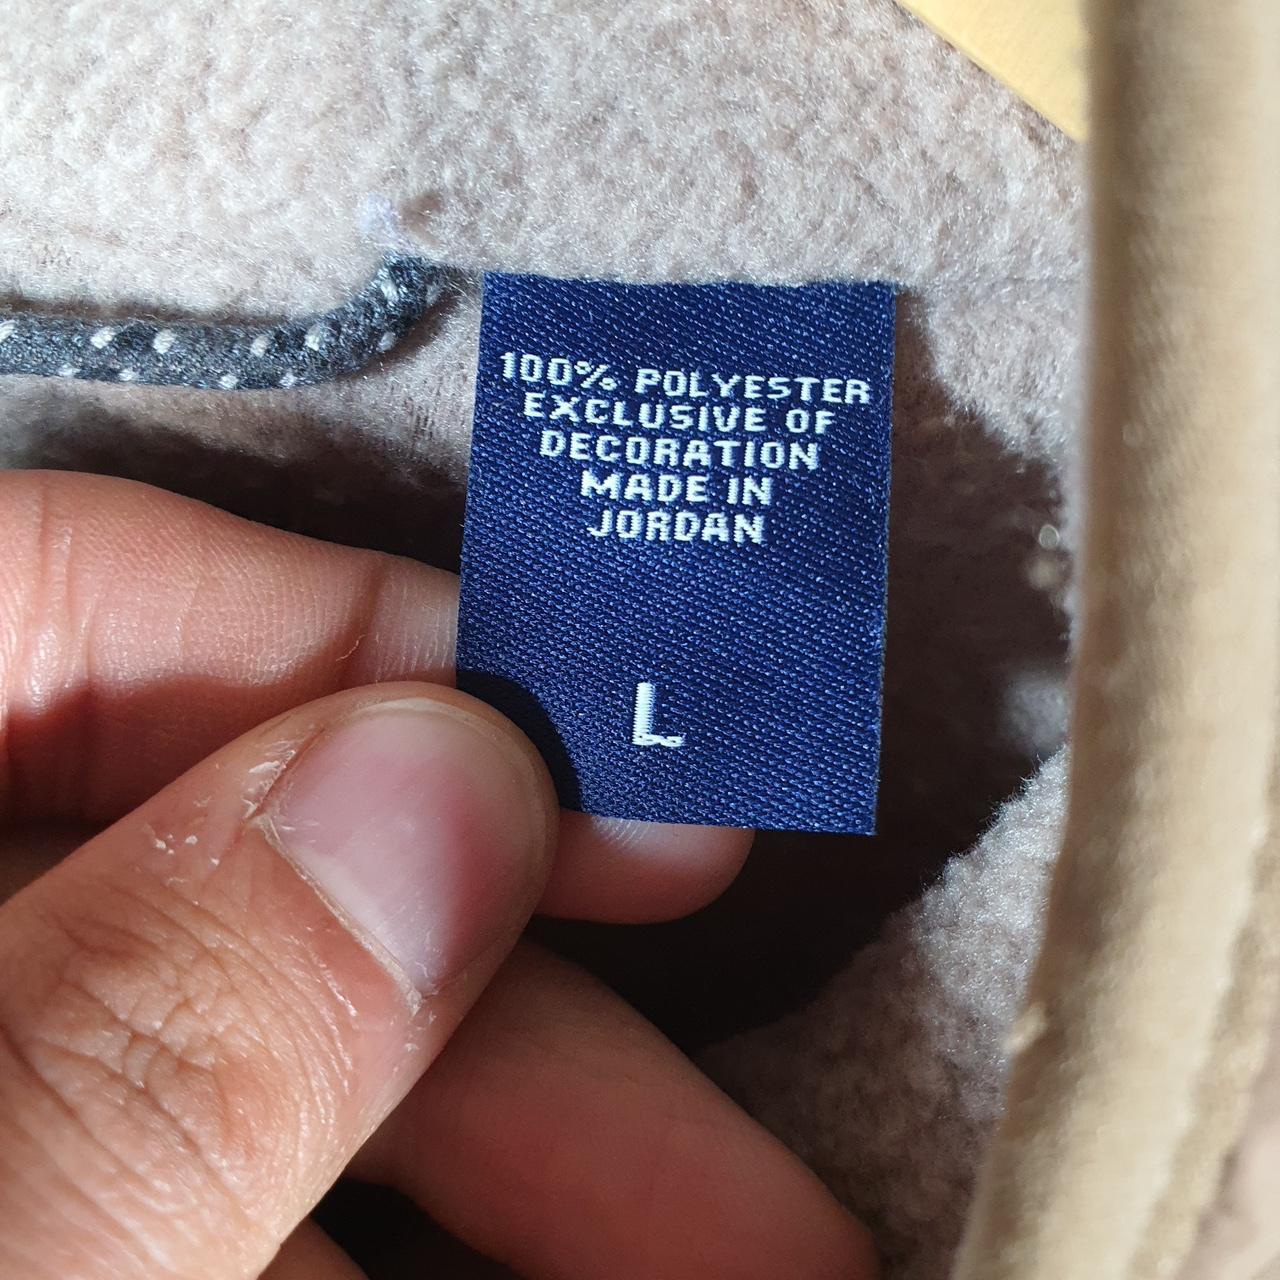 100% POLYESTER
EXCLUSIVE OF
DECORATION
MADE IN
JORDAN
L